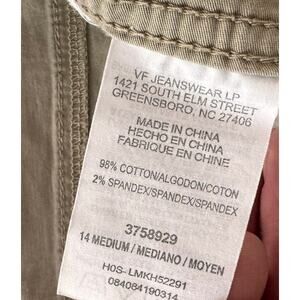 VF JEANSWEAR LP
1421 SOUTH ELM STREET
GREENSBORO, NC 27406
MADE IN CHINA
HECHO EN CHINA
FABRIQUE EN CHINE
98% COTTON/ALGODON/COTON
2% SPANDEX/SPANDEX/SPANDEX
3758929
14 MEDIUM / MEDIANO / MOYEN
H0S-LMKH52291
084084190314